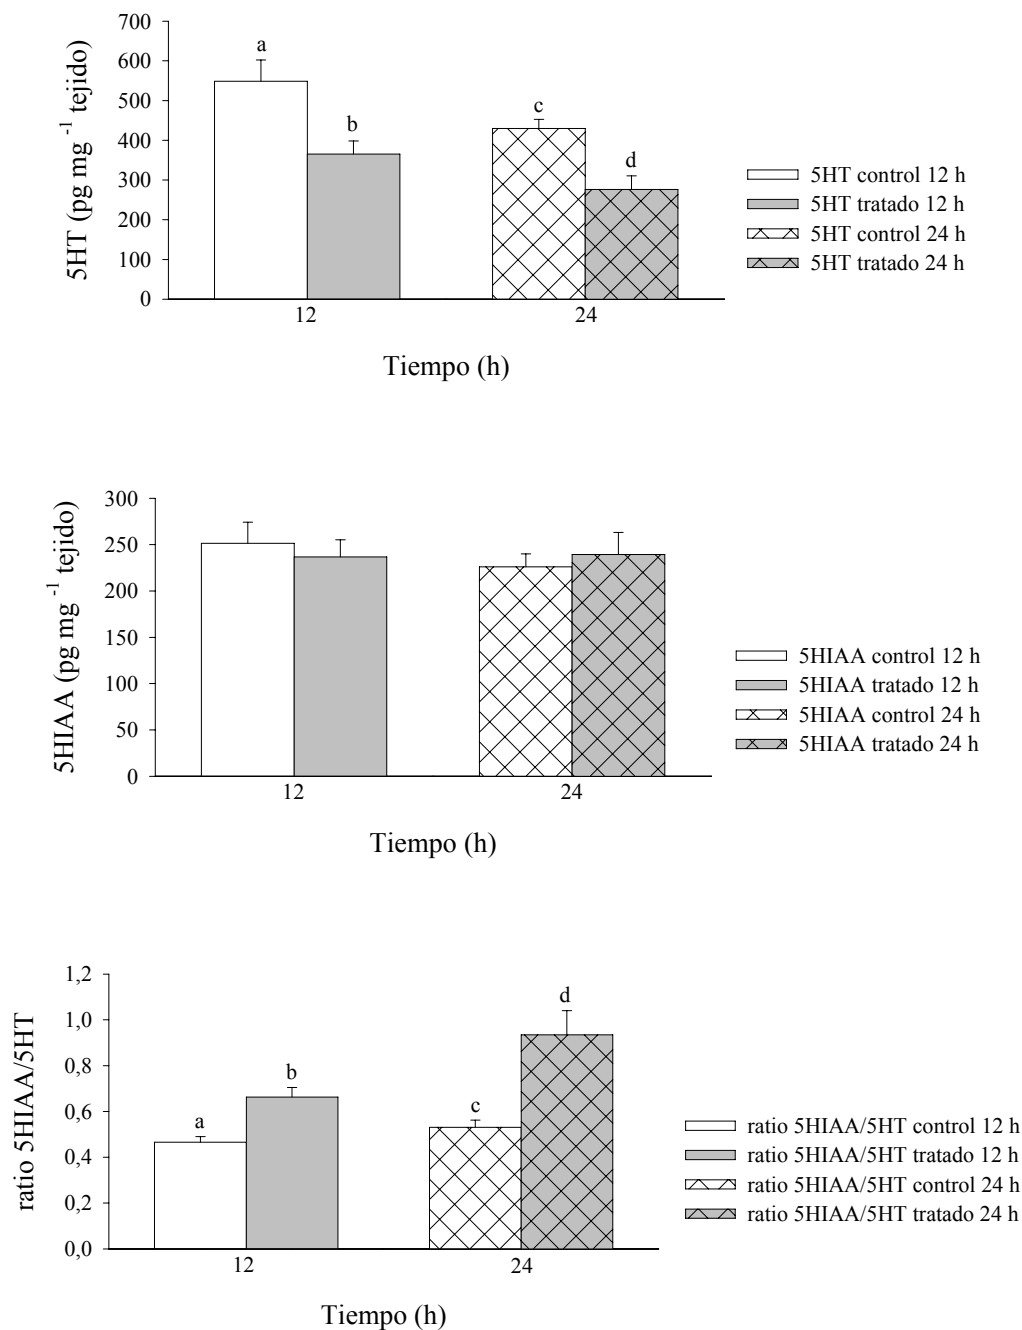 5HT (pg mg -1 tejido)
700
600
500
400
300
200
100
0
a
b
c
d
12
24
Tiempo (h)
5HT control 12 h
5HT tratado 12 h
5HT control 24 h
5HT tratado 24 h
5HIAA (pg mg -1 tejido)
300
250
200
150
100
50
0
12
24
Tiempo (h)
5HIAA control 12 h
5HIAA tratado 12 h
5HIAA control 24 h
5HIAA tratado 24 h
ratio 5HIAA/5HT
1,2
1,0
0,8
0,6
0,4
0,2
0,0
a
b
c
d
12
24
Tiempo (h)
ratio 5HIAA/5HT control 12 h
ratio 5HIAA/5HT tratado 12 h
ratio 5HIAA/5HT control 24 h
ratio 5HIAA/5HT tratado 24 h